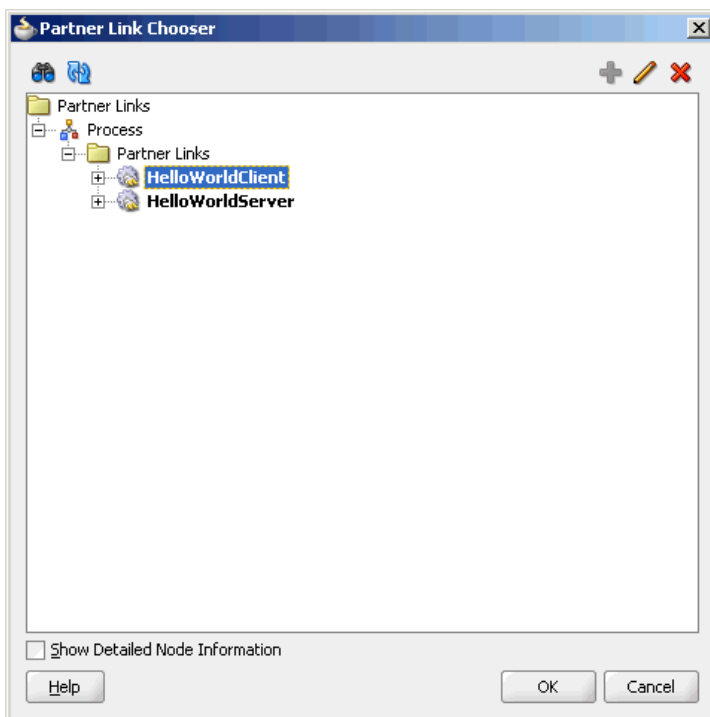 Partner Link Chooser
Partner Links
Process
Partner Links
HelloWorldClient
HelloWorldServer
Show Detailed Node Information
Help OK Cancel